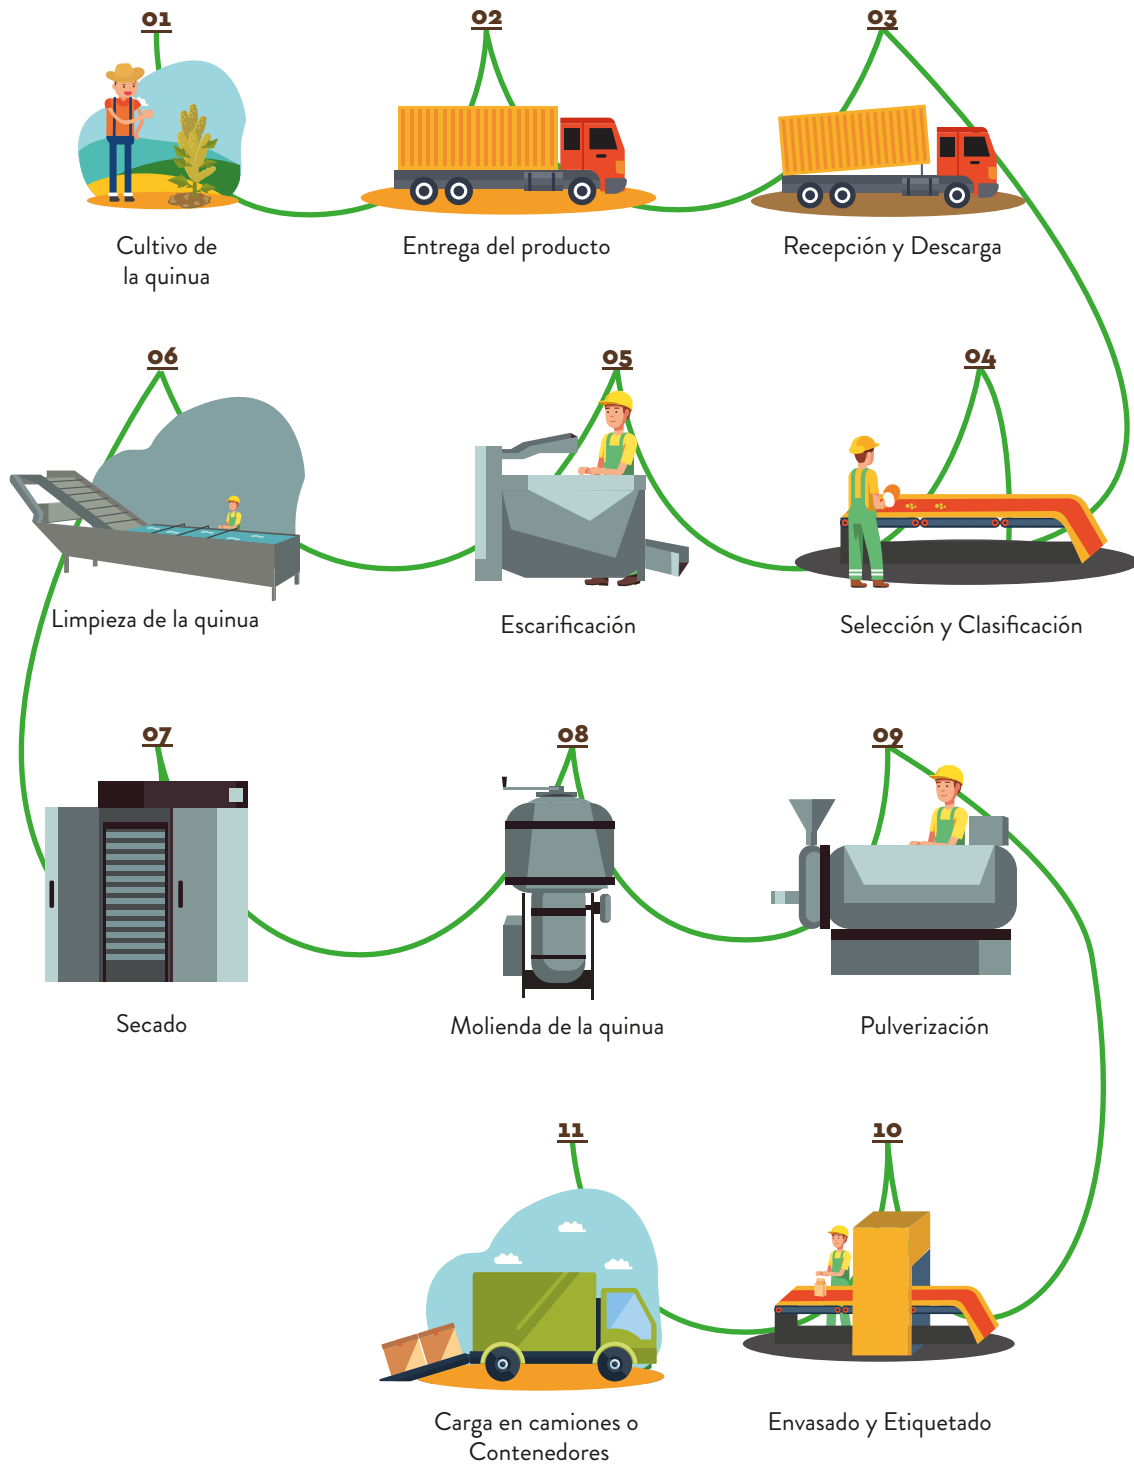 01
02
03
Cultivo de
la quinua
Entrega del producto
Recepción y Descarga
04
05
06
Selección y Clasificación
Escarificación
Limpieza de la quinua
07
08
09
Secado
Molienda de la quinua
Pulverización
10
11
Envasado y Etiquetado
Carga en camiones o
Contenedores